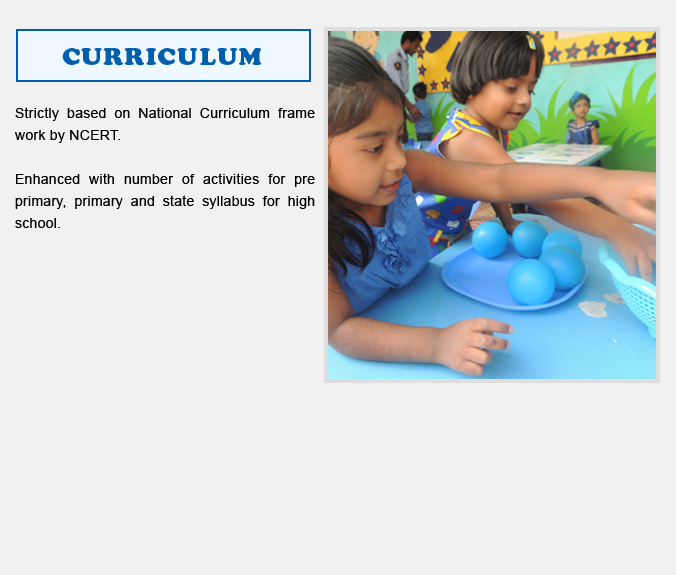 CURRICULUM
Strictly based on National Curriculum frame
work by NCERT.
Enhanced with number of activities for pre
primary, primary and state syllabus for high
school.